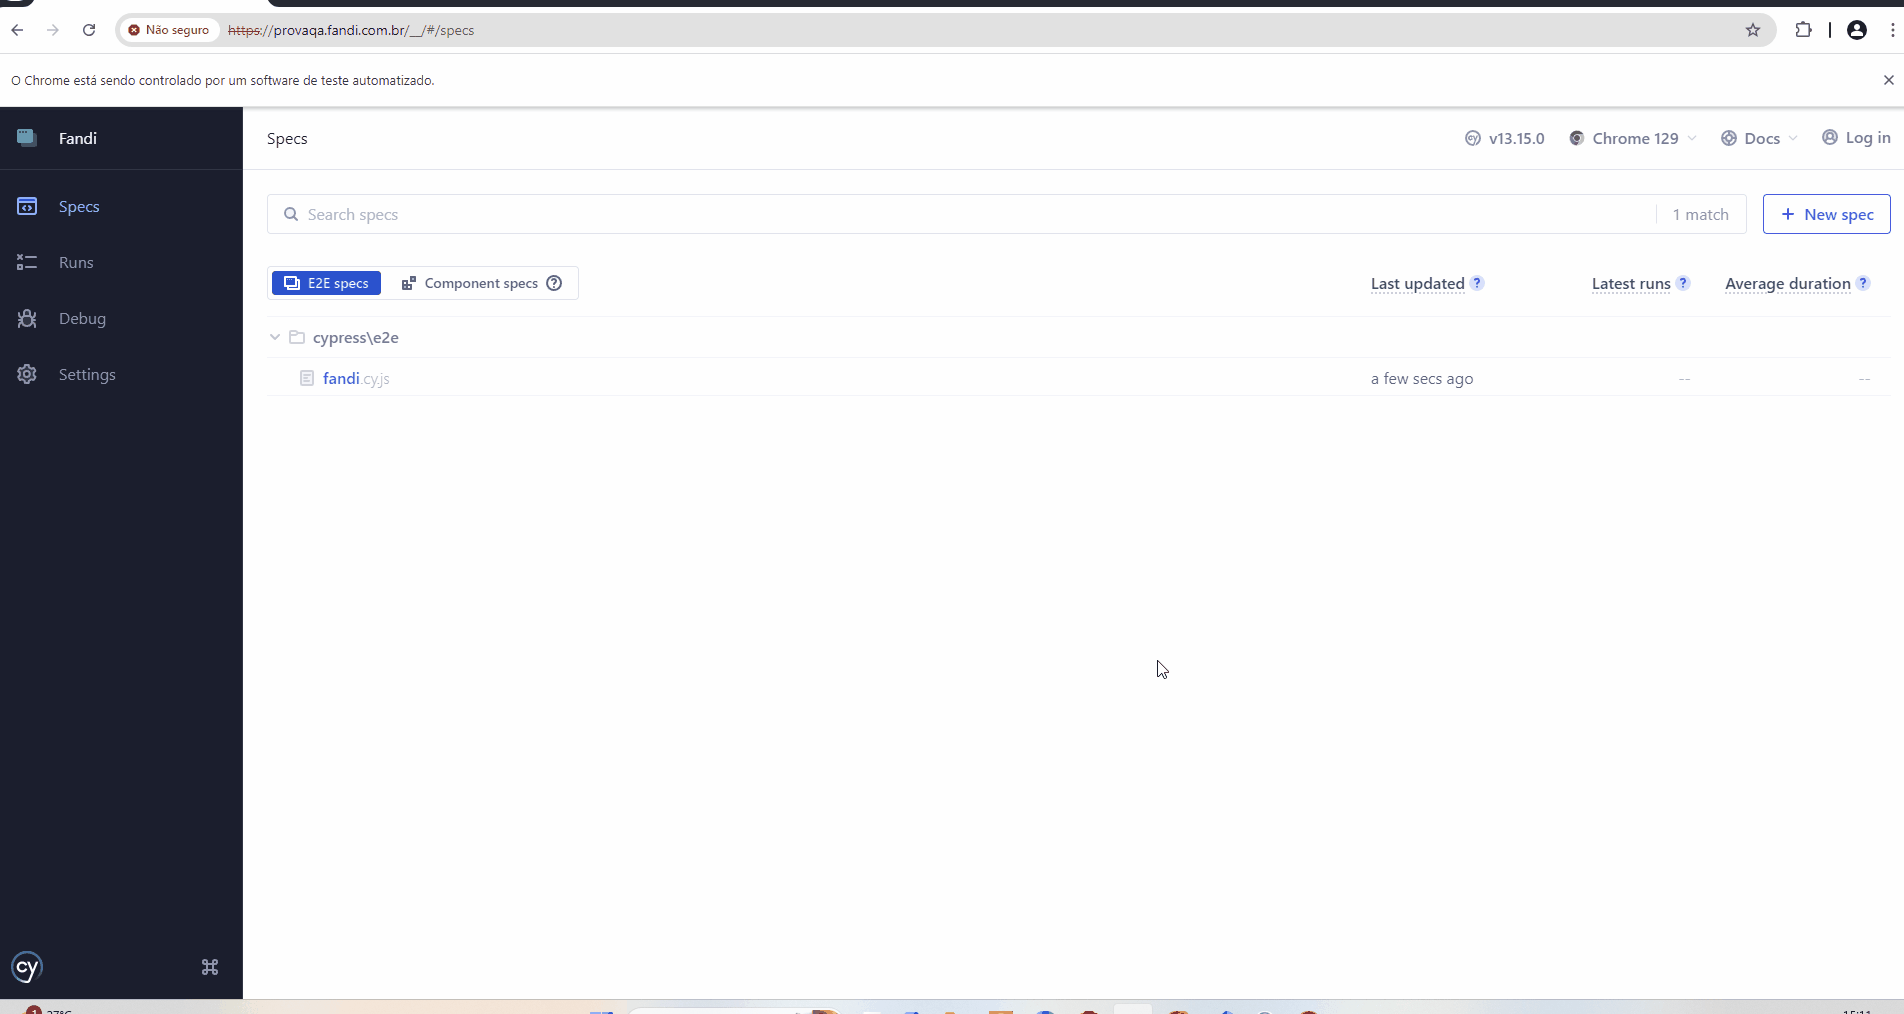 Não seguro https://provaqa.fandi.com.br/__/#/specs
O Chrome está sendo controlado por um software de teste automatizado.
Fandi
Specs
Runs
Debug
Settings
cy
Specs
v13.15.0 Chrome 129 Docs Log in
Search specs 1 match + New spec
E2E specs Component specs ? Last updated ? Latest runs ? Average duration ?
cypress\e2e
fandi.cy.js a few secs ago -- --